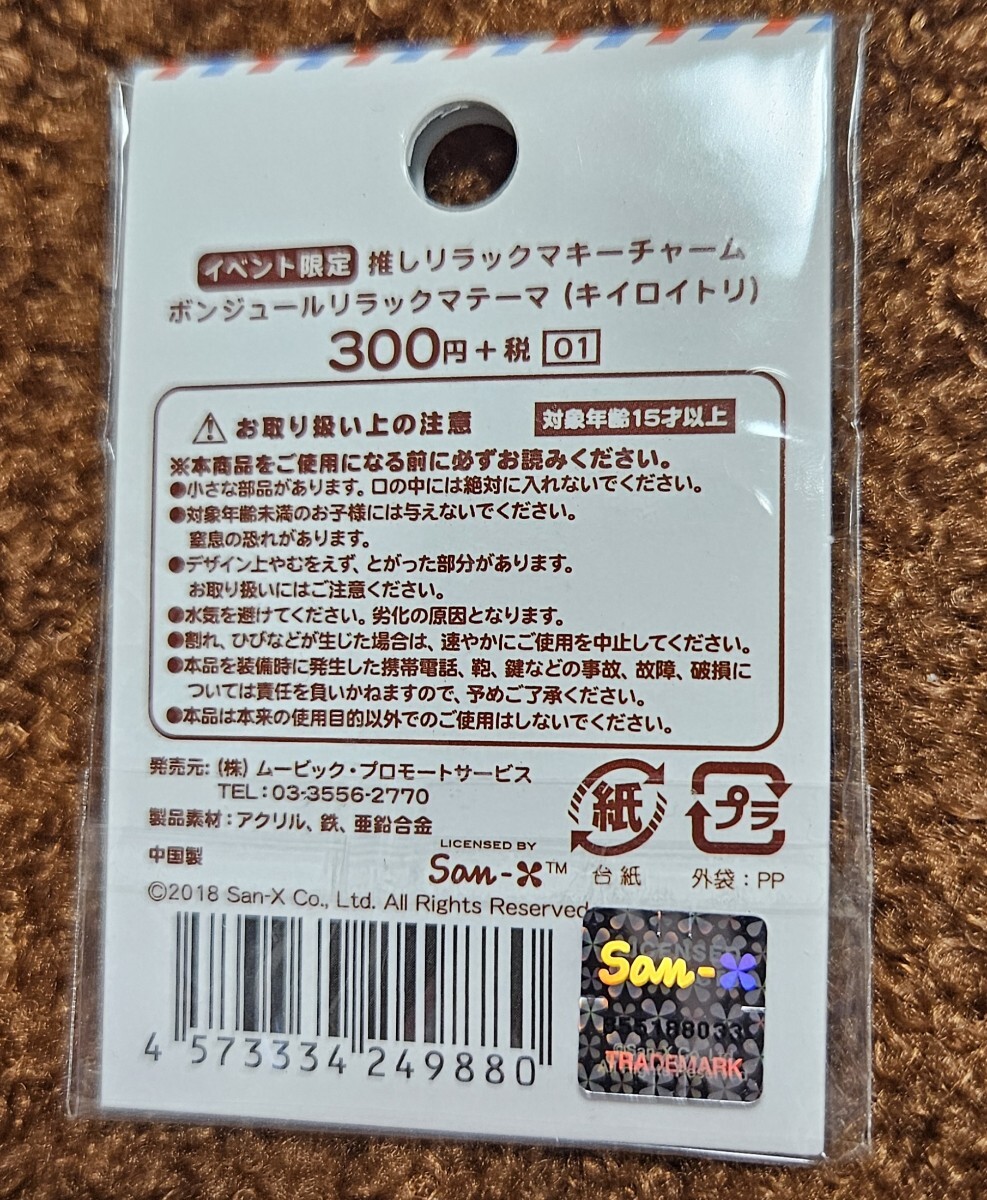 イベント限定 推しリラックマキーチャーム
ボンジュールリラックマテーマ (キイロイトリ)
300円+税 01
お取り扱い上の注意 対象年齢15才以上
※本商品をご使用になる前に必ずお読みください。
●小さな部品があります。口の中には絶対に入れないでください。
●対象年齢未満のお子様には与えないでください。
窒息の恐れがあります。
●デザイン上やむをえず、とがった部分があります。
お取り扱いにはご注意ください。
●水気を避けてください。劣化の原因となります。
●割れ、ひびなどが生じた場合は、速やかにご使用を中止してください。
●本品を装備時に発生した携帯電話、鞄、鍵などの事故、故障、破損に
ついては責任を負いかねますので、予めご了承ください。
●本品は本来の使用目的以外でのご使用はしないでください。
発売元:(株)ムービック・プロモートサービス
TEL:03-3556-2770
製品素材:アクリル、鉄、亜鉛合金
中国製
LICENSED BY
San-X™
紙
台紙
プラ
外袋:PP
©2018 San-X Co., Ltd. All Rights Reserved
4 573334 249880
San-X
B55188033
TRADEMARK